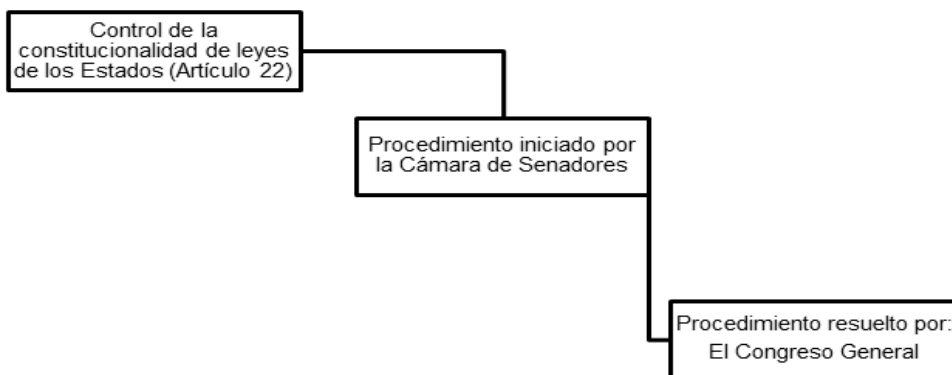 Control de la
constitucionalidad de leyes
de los Estados (Artículo 22)
Procedimiento iniciado por
la Cámara de Senadores
Procedimiento resuelto por:
El Congreso General